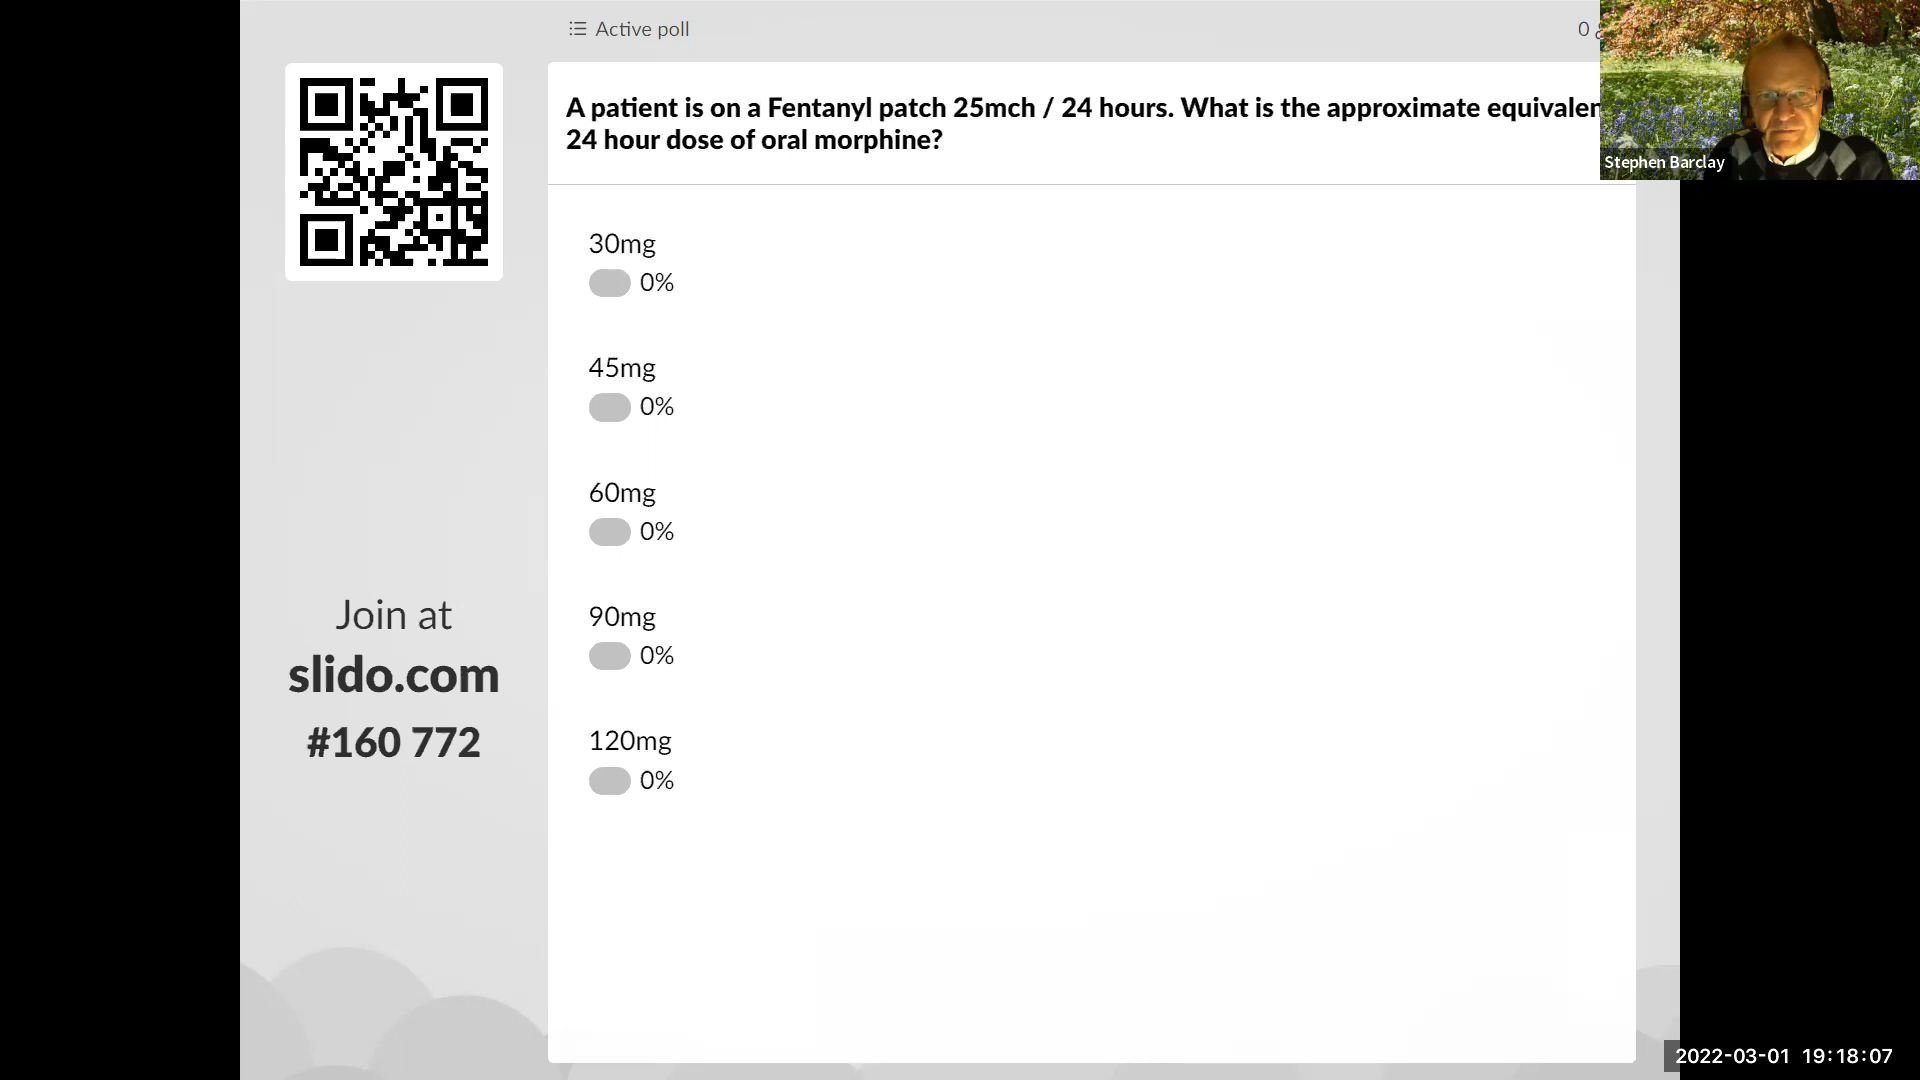 Active poll
0
A patient is on a Fentanyl patch 25mch / 24 hours. What is the approximate
24 hour dose of oral morphine?
Stephen Barclay
30mg
0%
45mg
0%
60mg
0%
90mg
0%
120mg
0%
Join at
slido.com
#160 772
2022-03-01 19:18:07